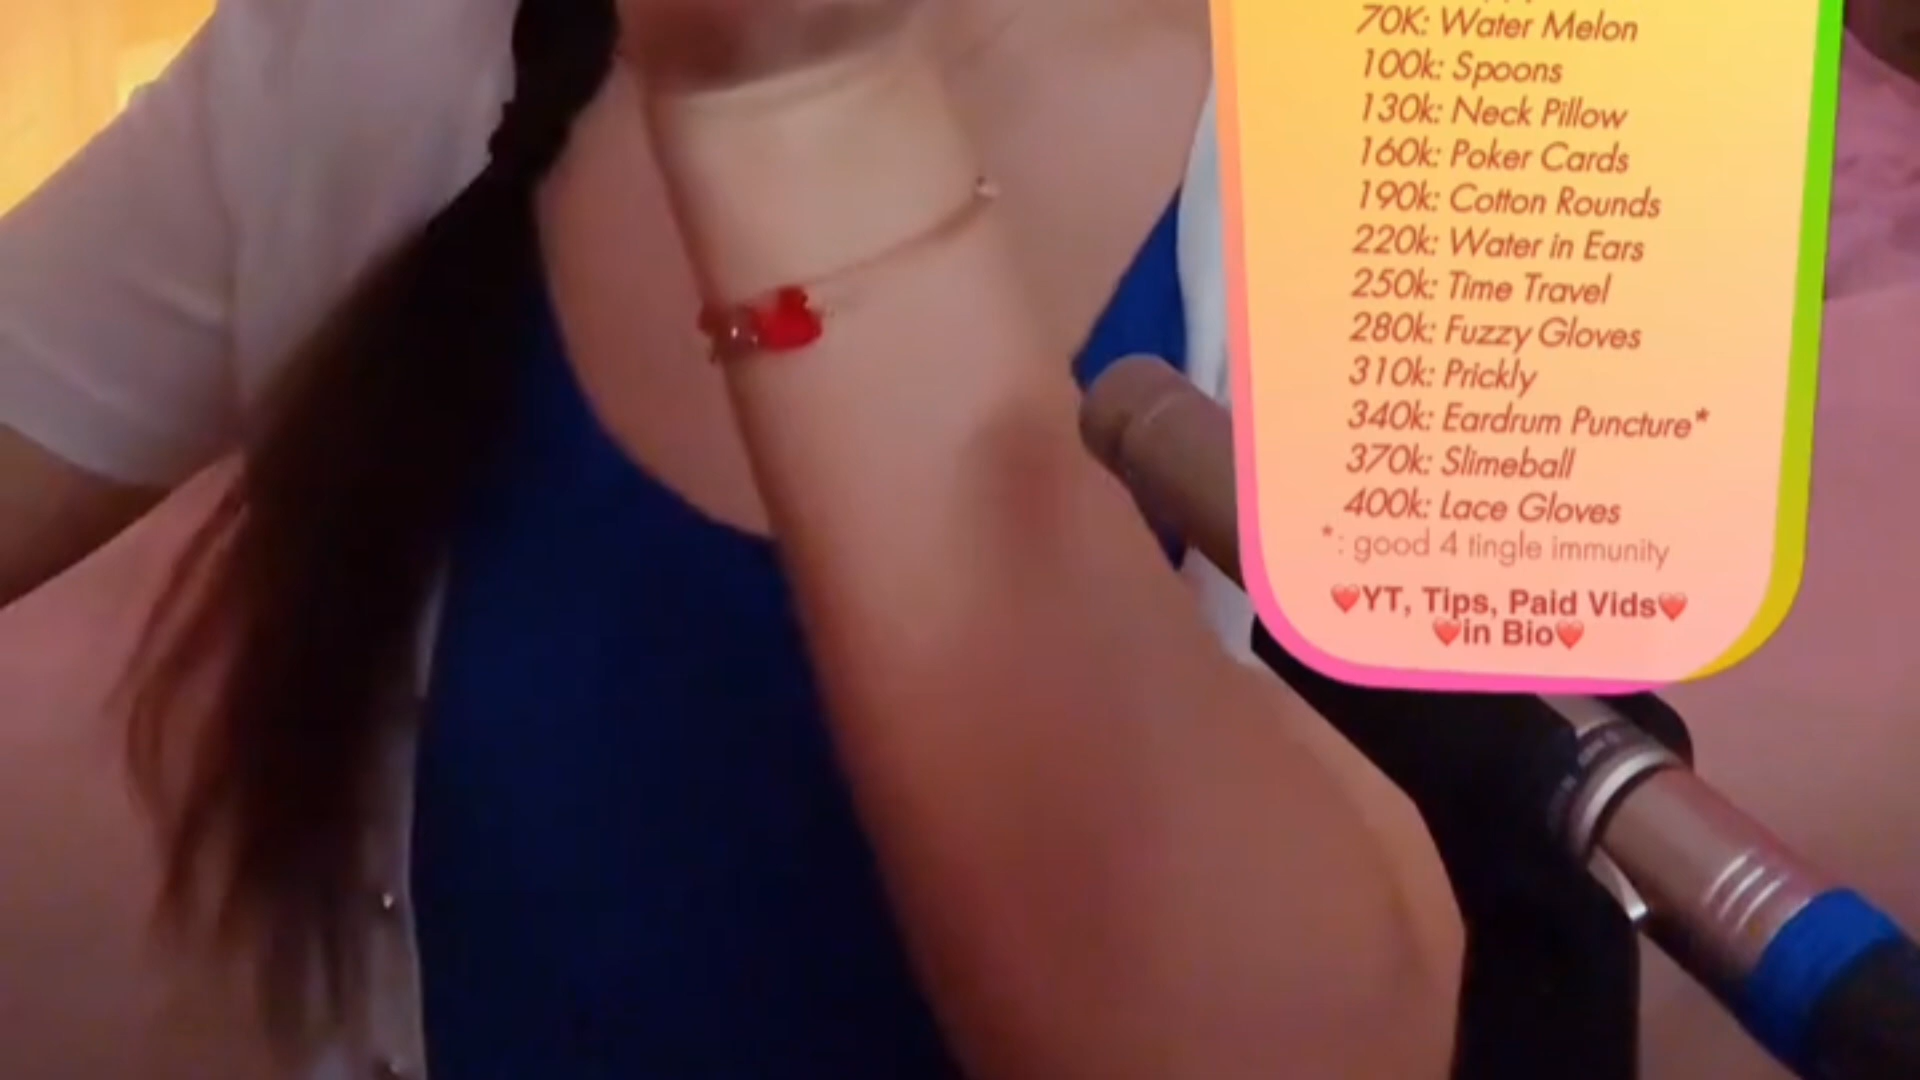 70K: Water Melon
100k: Spoons
130k: Neck Pillow
160k: Poker Cards
190k: Cotton Rounds
220k: Water in Ears
250k: Time Travel
280k: Fuzzy Gloves
310k: Prickly
340k: Eardrum Puncture*
370k: Slimeball
400k: Lace Gloves
*: good 4 tingle immunity
❤️YT, Tips, Paid Vids❤️
❤️in Bio❤️